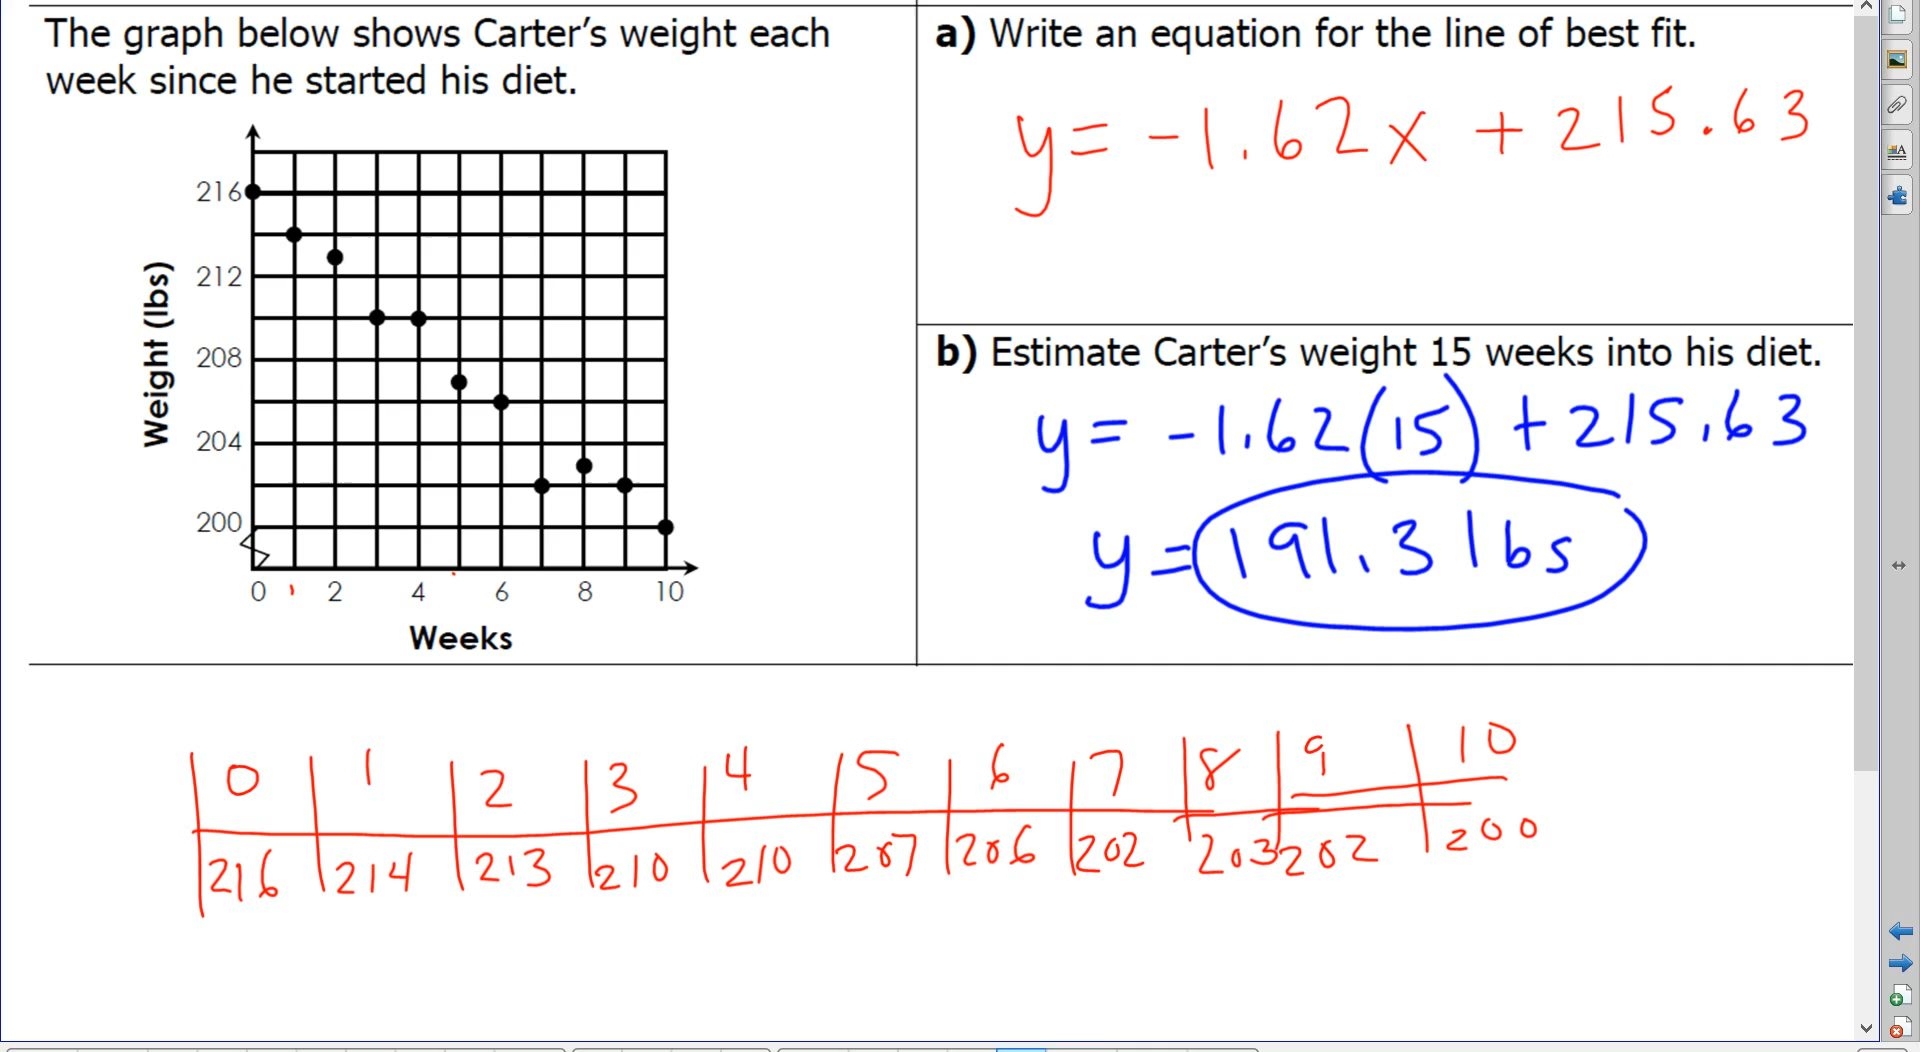 The graph below shows Carter's weight each
week since he started his diet.
216
212
208
204
200
Weight (lbs)
0 1 2 4 6 8 10
Weeks
a) Write an equation for the line of best fit.
y = -1.62x + 215.63
b) Estimate Carter's weight 15 weeks into his diet.
y = -1.62(15) + 215.63
y = 191.3 lbs
0 1 2 3 4 5 6 7 8 9 10
216 214 213 210 210 207 206 202 203 202 200